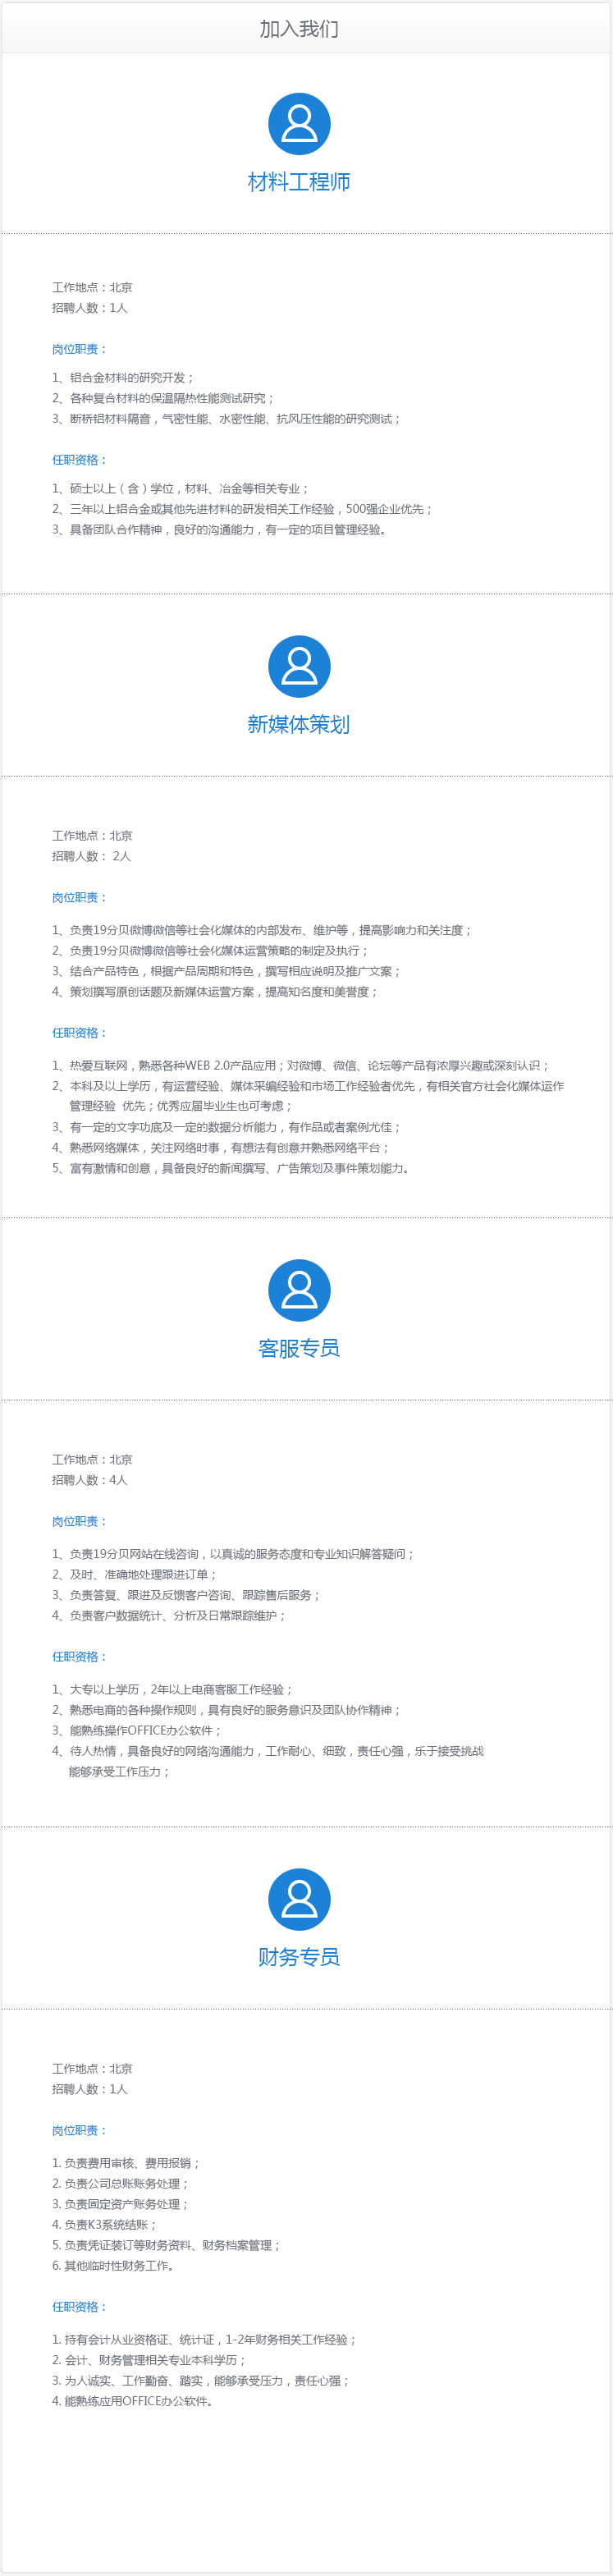 加入我们
材料工程师
工作地点：北京
招聘人数：1人
岗位职责：
1、铝合金材料的研究开发；
2、各种复合材料的保温隔热性能测试研究；
3、断桥铝材料隔音，气密性能、水密性能、抗风压性能的研究测试；
任职资格：
1、硕士以上（含）学位，材料、冶金等相关专业；
2、三年以上铝合金或其他先进材料的研发相关工作经验，500强企业优先；
3、具备团队合作精神，良好的沟通能力，有一定的项目管理经验。
新媒体策划
工作地点：北京
招聘人数： 2人
岗位职责：
1、负责19分贝微博微信等社会化媒体的内部发布、维护等，提高影响力和关注度；
2、负责19分贝微博微信等社会化媒体运营策略的制定及执行；
3、结合产品特色，根据产品周期和特色，撰写相应说明及推广文案；
4、策划撰写原创话题及新媒体运营方案，提高知名度和美誉度；
任职资格：
1、热爱互联网，熟悉各种WEB 2.0产品应用；对微博、微信、论坛等产品有浓厚兴趣或深刻认识；
2、本科及以上学历，有运营经验、媒体采编经验和市场工作经验者优先，有相关官方社会化媒体运作
管理经验 优先；优秀应届毕业生也可考虑；
3、有一定的文字功底及一定的数据分析能力，有作品或者案例尤佳；
4、熟悉网络媒体，关注网络时事，有想法有创意并熟悉网络平台；
5、富有激情和创意，具备良好的新闻撰写、广告策划及事件策划能力。
客服专员
工作地点：北京
招聘人数：4人
岗位职责：
1、负责19分贝网站在线咨询，以真诚的服务态度和专业知识解答疑问；
2、及时、准确地处理跟进订单；
3、负责答复、跟进及反馈客户咨询、跟踪售后服务；
4、负责客户数据统计、分析及日常跟踪维护；
任职资格：
1、大专以上学历，2年以上电商客服工作经验；
2、熟悉电商的各种操作规则，具有良好的服务意识及团队协作精神；
3、能熟练操作OFFICE办公软件；
4、待人热情，具备良好的网络沟通能力，工作耐心、细致，责任心强，乐于接受挑战
能够承受工作压力；
财务专员
工作地点：北京
招聘人数：1人
岗位职责：
1. 负责费用审核、费用报销；
2. 负责公司总账账务处理；
3. 负责固定资产账务处理；
4. 负责K3系统结账；
5. 负责凭证装订等财务资料、财务档案管理；
6. 其他临时性财务工作。
任职资格：
1. 持有会计从业资格证、统计证，1-2年财务相关工作经验；
2. 会计、财务管理相关专业本科学历；
3. 为人诚实、工作勤奋、踏实，能够承受压力，责任心强；
4. 能熟练应用OFFICE办公软件。